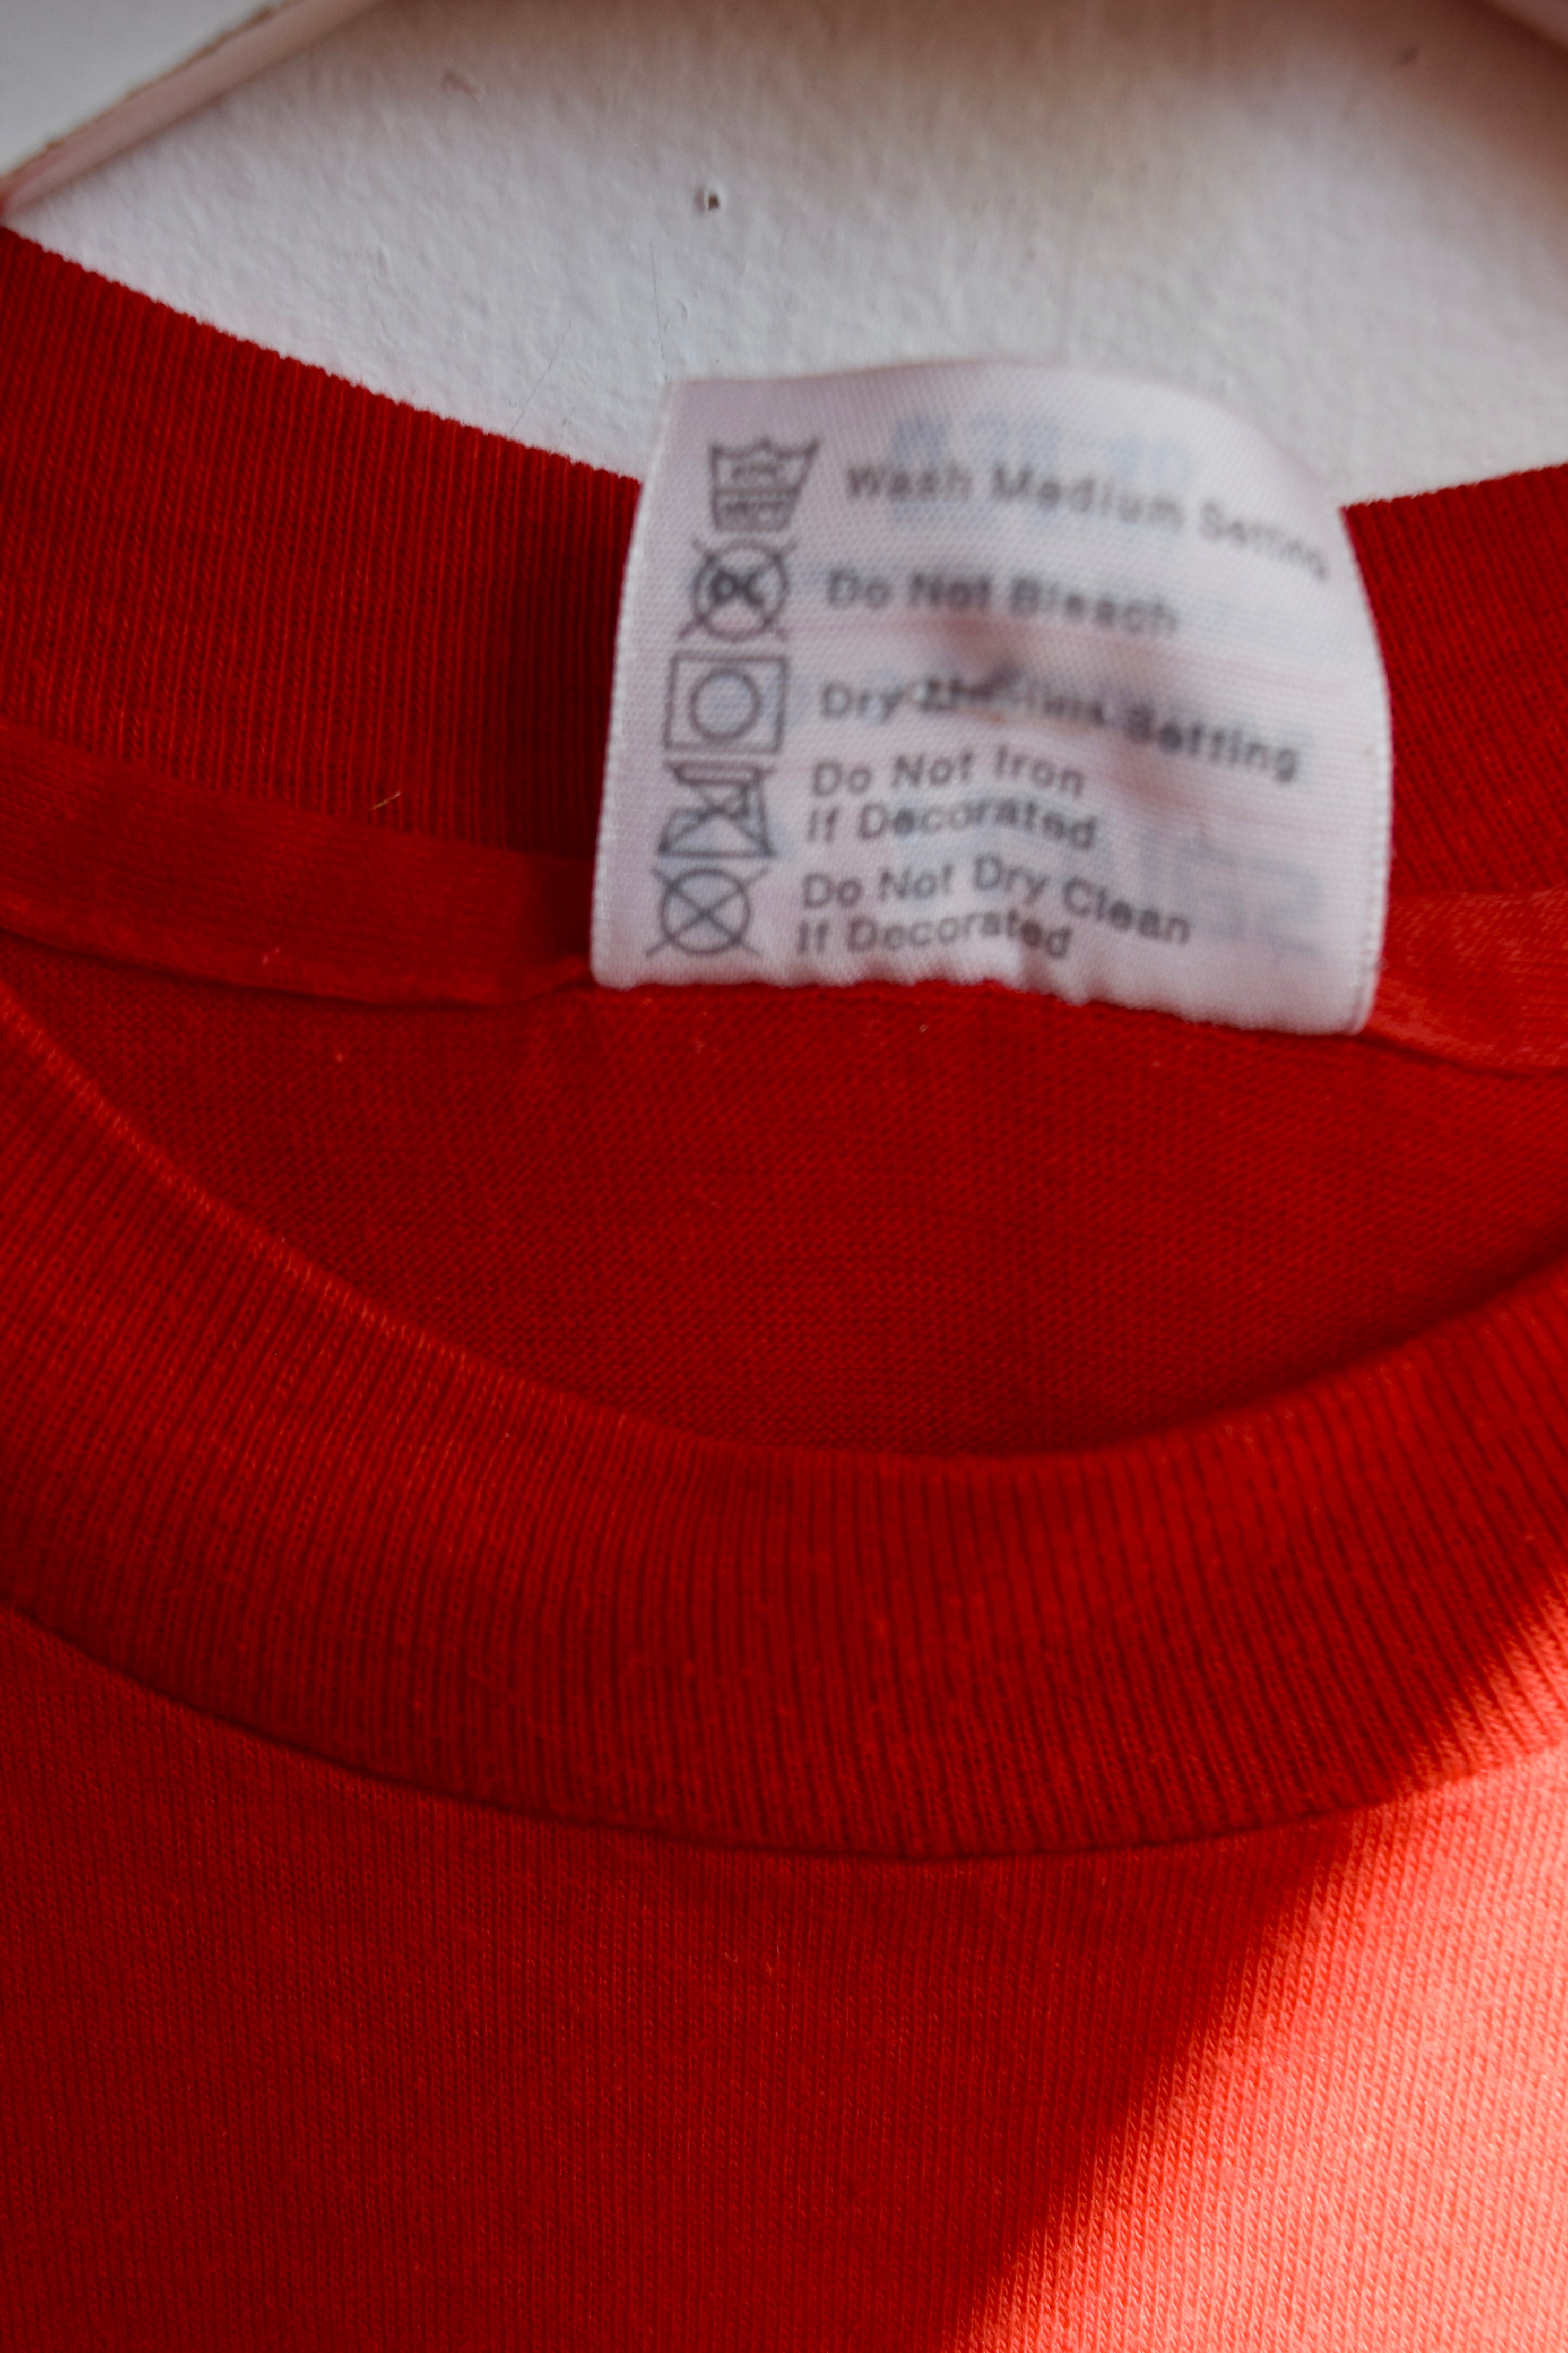 Wash Medium Setting
Do Not Bleach
Dry Medium Setting
Do Not Iron
If Decorated
Do Not Dry Clean
If Decorated